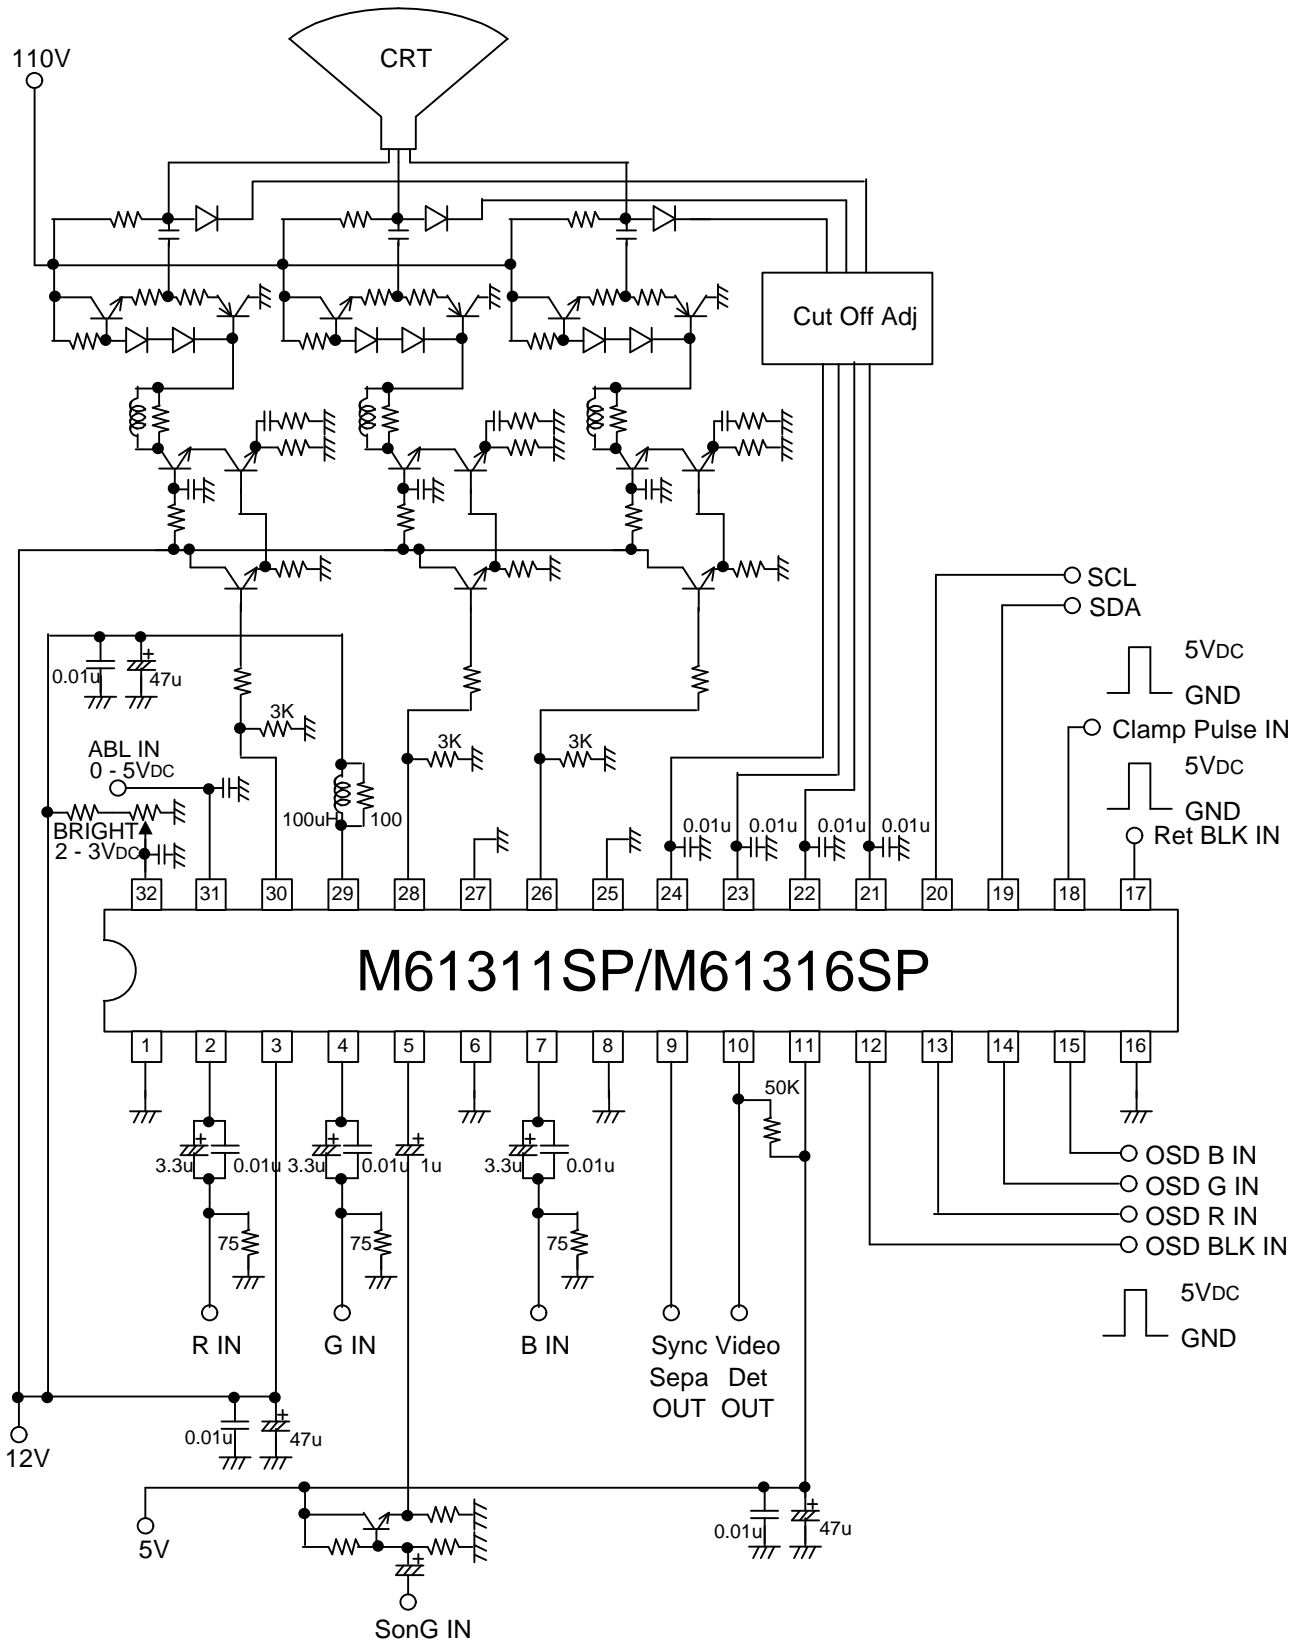 CRT
110V
Cut Off Adj
SCL
SDA
5VDC
GND
0.01u
47u
3K
3K
3K
Clamp Pulse IN
ABL IN
0 - 5VDC
5VDC
GND
100uH
100
0.01u
0.01u
0.01u
0.01u
BRIGHT
2 - 3VDC
Ret BLK IN
32 31 30 29 28 27 26 25 24 23 22 21 20 19 18 17
M61311SP/M61316SP
1 2 3 4 5 6 7 8 9 10 11 12 13 14 15 16
50K
3.3u
0.01u
3.3u
0.01u
1u
3.3u
0.01u
OSD B IN
OSD G IN
OSD R IN
OSD BLK IN
75
75
75
5VDC
GND
R IN
G IN
B IN
Sync
Sepa
OUT
Video
Det
OUT
0.01u
47u
12V
5V
0.01u
47u
SonG IN